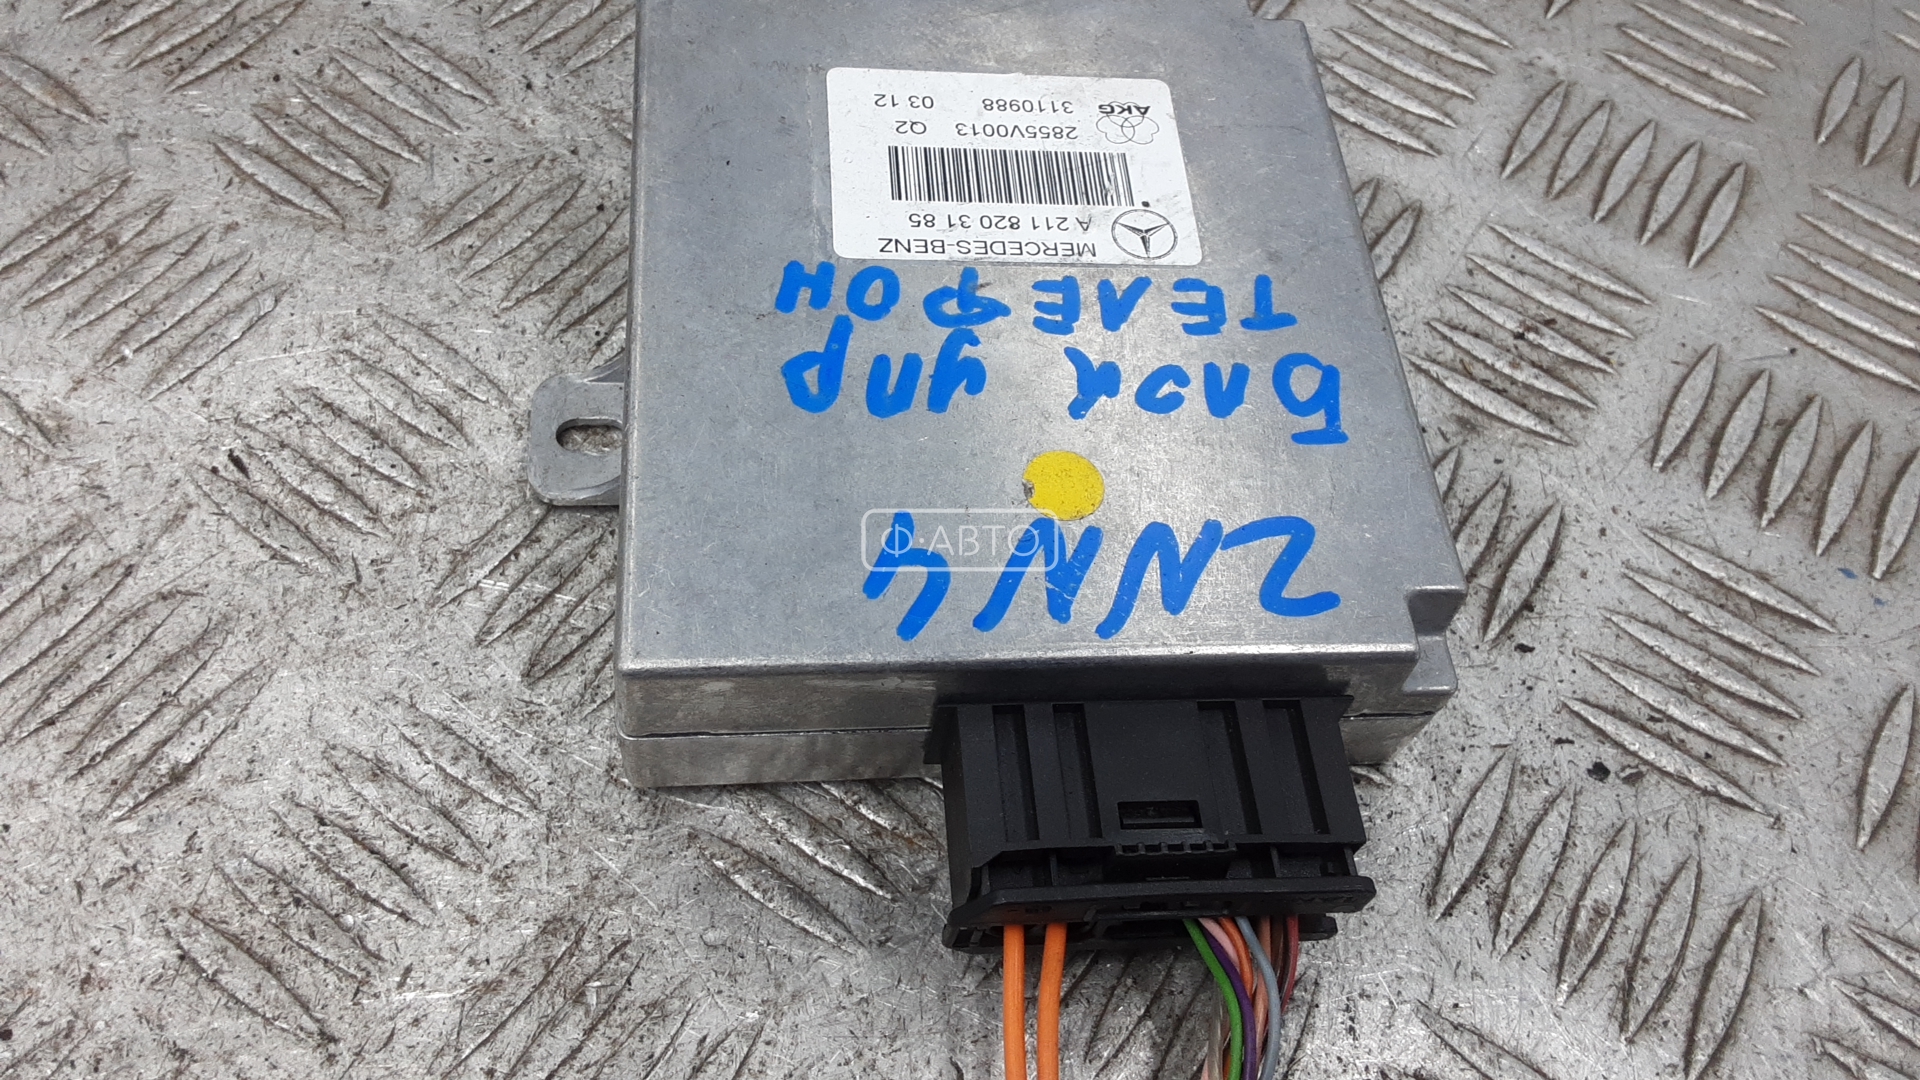 ZNN4
Блок упр
ТЕЛЕФОН
MERCEDES-BENZ
A 211 820 31 85
2855V0013 Q2
3110988 03 12
AKG
Ф·АВТО